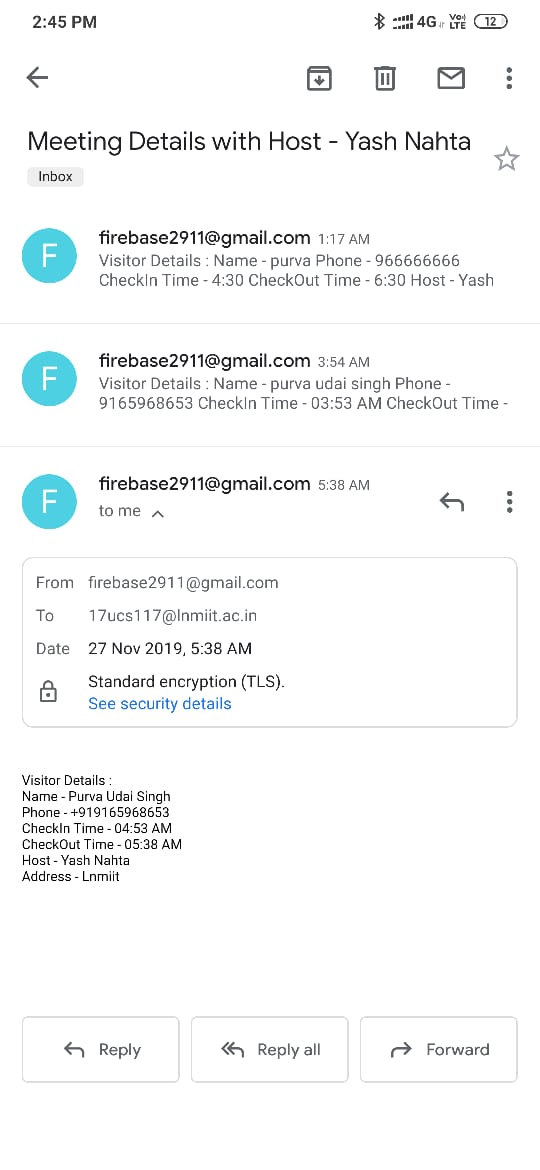 2:45 PM 4G Vo) LTE 12
Meeting Details with Host - Yash Nahta
Inbox
F
firebase2911@gmail.com 1:17 AM
Visitor Details : Name - purva Phone - 966666666
CheckIn Time - 4:30 CheckOut Time - 6:30 Host - Yash
F
firebase2911@gmail.com 3:54 AM
Visitor Details : Name - purva udai singh Phone -
9165968653 CheckIn Time - 03:53 AM CheckOut Time -
F
firebase2911@gmail.com 5:38 AM
to me
From firebase2911@gmail.com
To 17ucs117@lnmiit.ac.in
Date 27 Nov 2019, 5:38 AM
Standard encryption (TLS).
See security details
Visitor Details :
Name - Purva Udai Singh
Phone - +919165968653
CheckIn Time - 04:53 AM
CheckOut Time - 05:38 AM
Host - Yash Nahta
Address - Lnmiit
Reply Reply all Forward